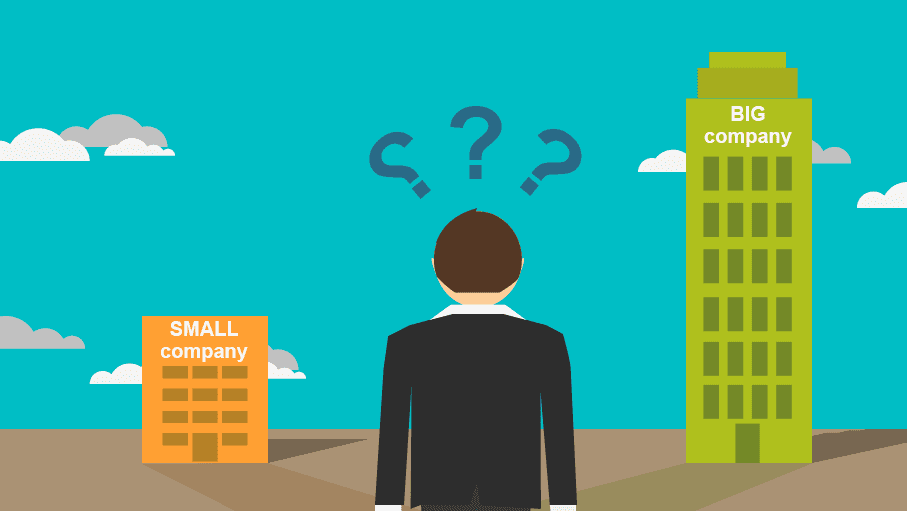 SMALL
company
? ? ?
BIG
company